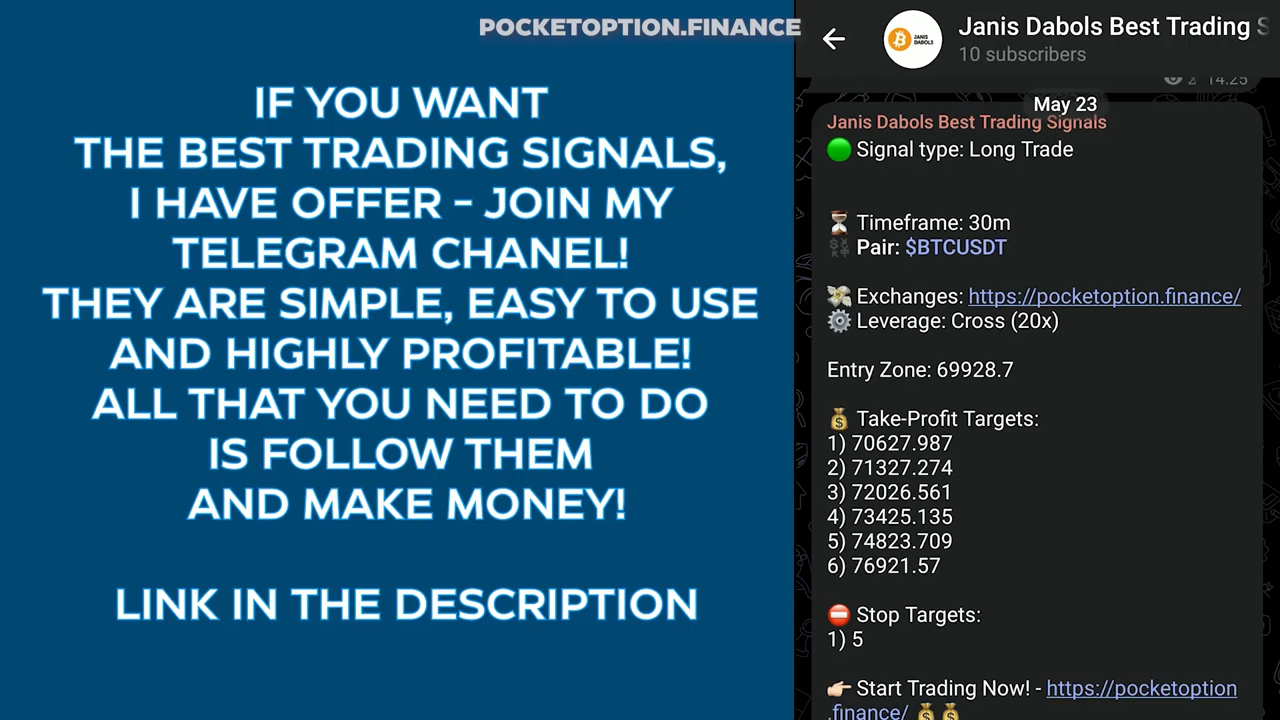 POCKETOPTION.FINANCE
IF YOU WANT
THE BEST TRADING SIGNALS,
I HAVE OFFER - JOIN MY
TELEGRAM CHANEL!
THEY ARE SIMPLE, EASY TO USE
AND HIGHLY PROFITABLE!
ALL THAT YOU NEED TO DO
IS FOLLOW THEM
AND MAKE MONEY!
LINK IN THE DESCRIPTION
JANIS
DABOLS
Janis Dabols Best Trading S
10 subscribers
2 14:25
May 23
Janis Dabols Best Trading Signals
Signal type: Long Trade
Timeframe: 30m
Pair: $BTCUSDT
Exchanges: https://pocketoption.finance/
Leverage: Cross (20x)
Entry Zone: 69928.7
Take-Profit Targets:
1) 70627.987
2) 71327.274
3) 72026.561
4) 73425.135
5) 74823.709
6) 76921.57
Stop Targets:
1) 5
Start Trading Now! - https://pocketoption
.finance/